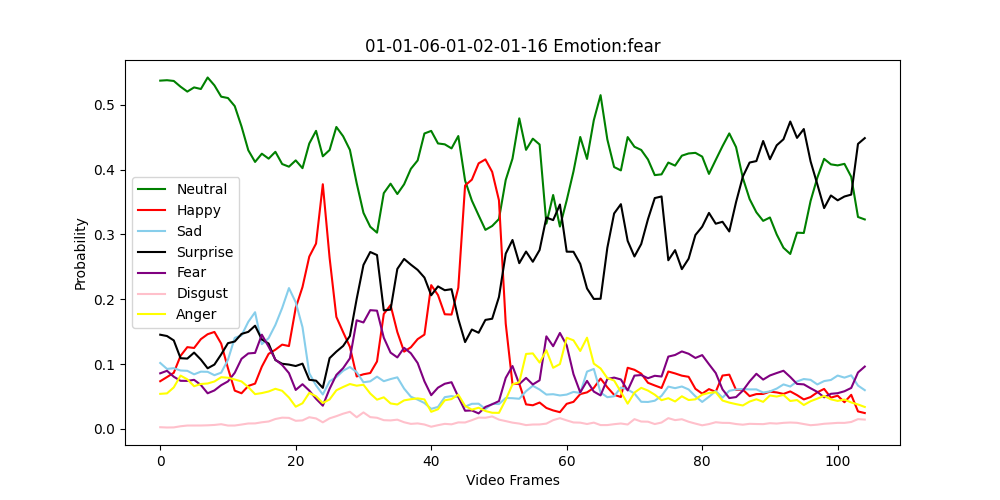 01-01-06-01-02-01-16 Emotion:fear
Probability
0.5
0.4
0.3
0.2
0.1
0.0
Neutral
Happy
Sad
Surprise
Fear
Disgust
Anger
0 20 40 60 80 100
Video Frames